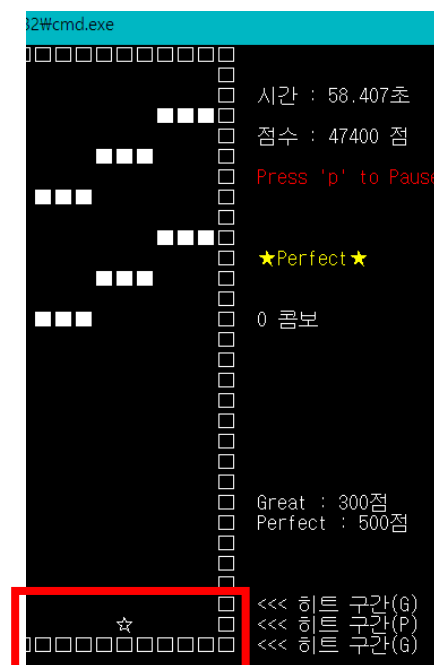 32₩cmd.exe
시간 : 58.407초
점수 : 47400 점
Press 'p' to Pause
★Perfect★
0 콤보
Great : 300점
Perfect : 500점
<<< 히트 구간(G)
<<< 히트 구간(P)
<<< 히트 구간(G)